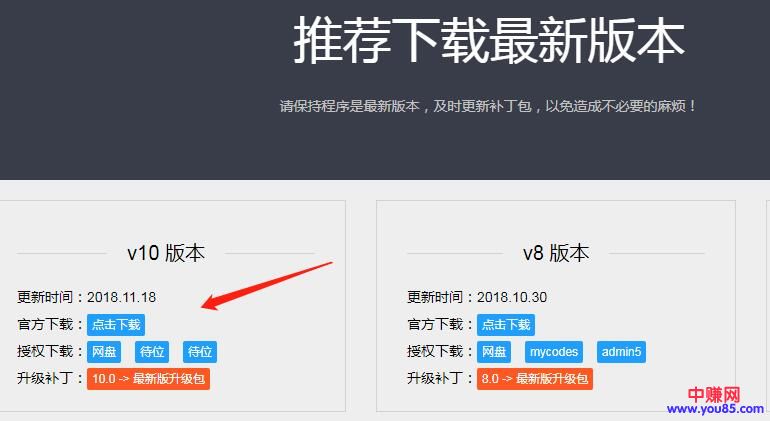 推荐下载最新版本
请保持程序是最新版本，及时更新补丁包，以免造成不必要的麻烦！
v10 版本
更新时间：2018.11.18
官方下载： 点击下载
授权下载： 网盘 待位 待位
升级补丁： 10.0 -> 最新版升级包
v8 版本
更新时间：2018.10.30
官方下载： 点击下载
授权下载： 网盘 mycodes admin5
升级补丁： 8.0 -> 最新版升级包
中赚网
www.you85.com